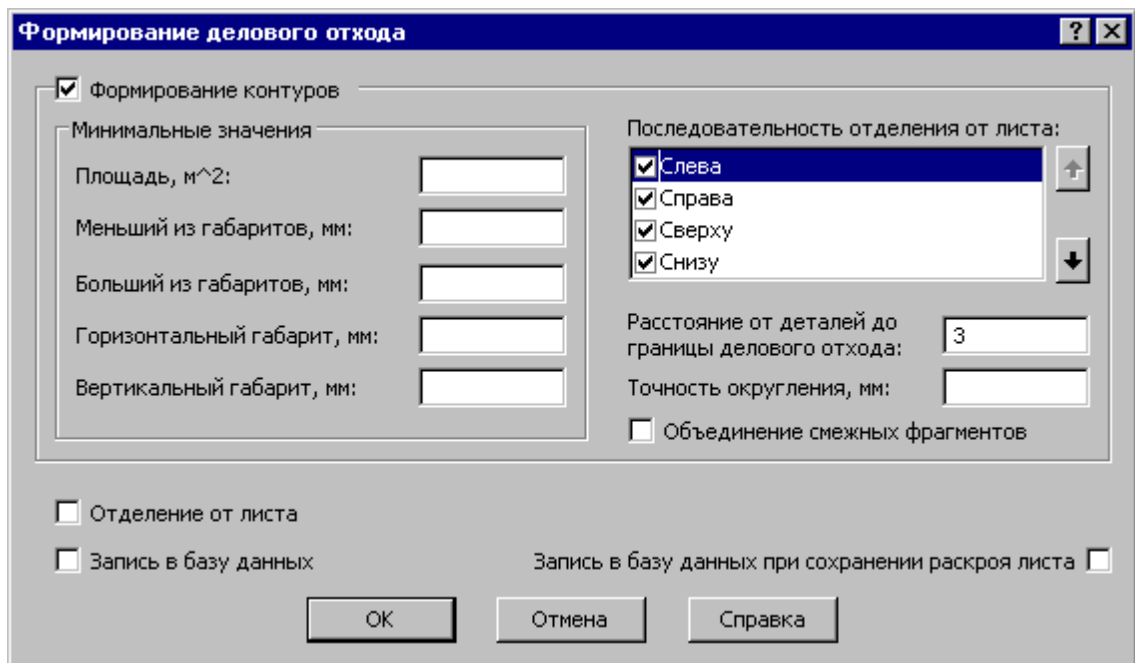 Формирование делового отхода
Формирование контуров
Минимальные значения
Площадь, м^2:
Меньший из габаритов, мм:
Больший из габаритов, мм:
Горизонтальный габарит, мм:
Вертикальный габарит, мм:
Последовательность отделения от листа:
Слева
Справа
Сверху
Снизу
Расстояние от деталей до
границы делового отхода: 3
Точность округления, мм:
Объединение смежных фрагментов
Отделение от листа
Запись в базу данных
Запись в базу данных при сохранении раскроя листа
OK
Отмена
Справка